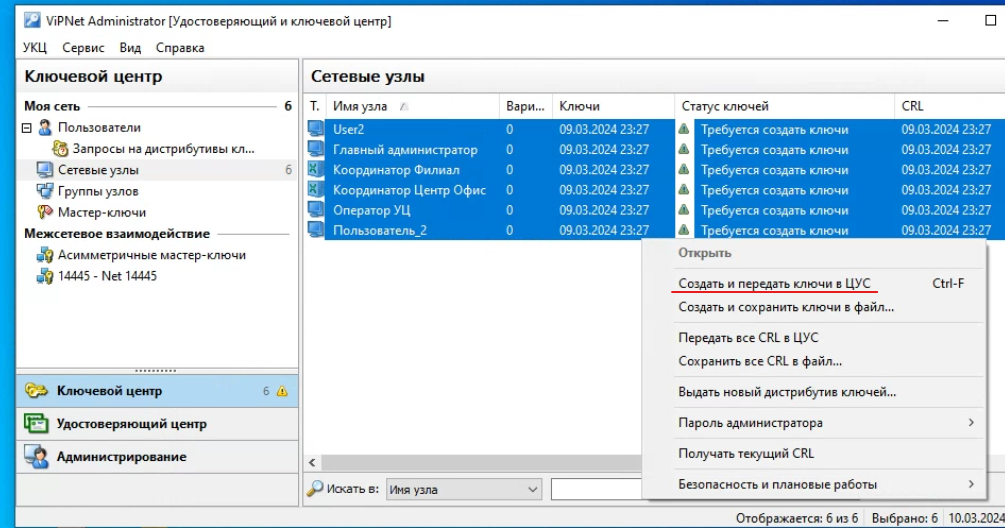 ViPNet Administrator [Удостоверяющий и ключевой центр]
УКЦ Сервис Вид Справка
Ключевой центр
Моя сеть 6
Пользователи
Запросы на дистрибутивы кл...
Сетевые узлы 6
Группы узлов
Мастер-ключи
Межсетевое взаимодействие
Асимметричные мастер-ключи
14445 - Net 14445
Ключевой центр 6
Удостоверяющий центр
Администрирование
Сетевые узлы
Т. Имя узла Вари... Ключи Статус ключей CRL
User2 0 09.03.2024 23:27 Требуется создать ключи 09.03.2024 23:27
Главный администратор 0 09.03.2024 23:27 Требуется создать ключи 09.03.2024 23:27
Координатор Филиал 0 09.03.2024 23:27 Требуется создать ключи 09.03.2024 23:27
Координатор Центр Офис 0 09.03.2024 23:27 Требуется создать ключи 09.03.2024 23:27
Оператор УЦ 0 09.03.2024 23:27 Требуется создать ключи 09.03.2024 23:27
Пользователь_2 0 09.03.2024 23:27 Требуется создать ключи 09.03.2024 23:27
Открыть
Создать и передать ключи в ЦУС Ctrl-F
Создать и сохранить ключи в файл...
Передать все CRL в ЦУС
Сохранить все CRL в файл...
Выдать новый дистрибутив ключей...
Пароль администратора
Получать текущий CRL
Безопасность и плановые работы
Искать в: Имя узла
Отображается: 6 из 6 Выбрано: 6 10.03.2024